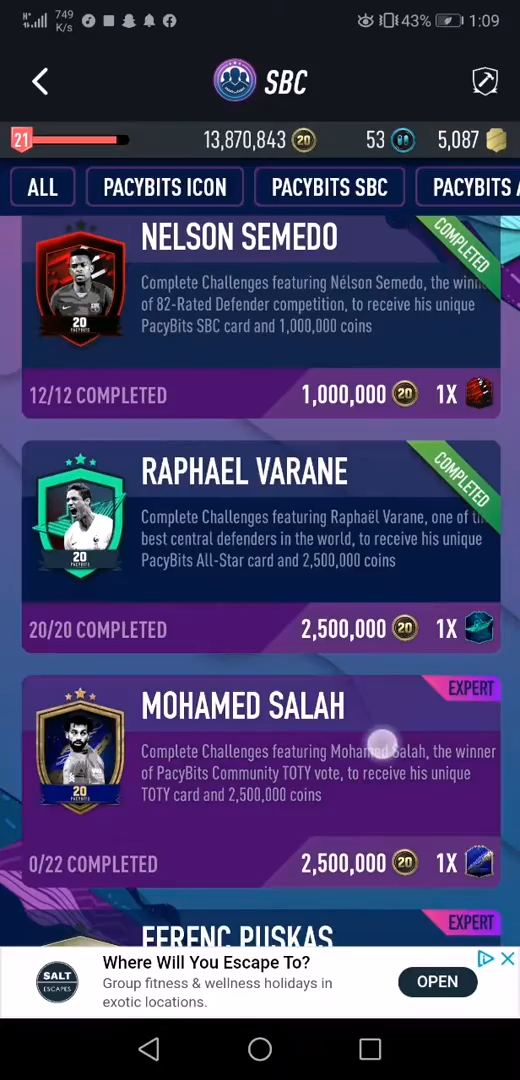 749
K/s
43%
1:09
SBC
21
13,870,843 20
53
5,087
ALL
PACYBITS ICON
PACYBITS SBC
PACYBITS
NELSON SEMEDO
COMPLETED
Complete Challenges featuring Nélson Semedo, the
of 82-Rated Defender competition, to receive his unique
PacyBits SBC card and 1,000,000 coins
20
PACYBITS
12/12 COMPLETED
1,000,000 20 1X
RAPHAEL VARANE
COMPLETED
Complete Challenges featuring Raphaël Varane, one of
best central defenders in the world, to receive his unique
PacyBits All-Star card and 2,500,000 coins
20
PACYBITS
20/20 COMPLETED
2,500,000 20 1X
EXPERT
MOHAMED SALAH
Complete Challenges featuring Mohamed Salah, the winner
of PacyBits Community TOTY vote, to receive his unique
TOTY card and 2,500,000 coins
20
PACYBITS
0/22 COMPLETED
2,500,000 20 1X
EXPERT
FERENC PUSKAS
SALT
ESCAPES
Where Will You Escape To?
Group fitness & wellness holidays in
exotic locations.
OPEN